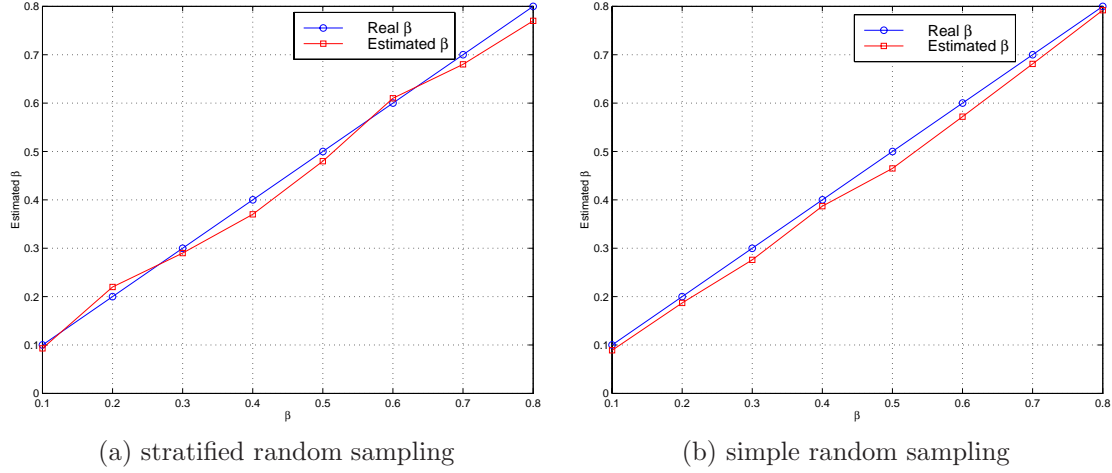 0.8
0.7
0.6
0.5
0.4
0.3
0.2
0.1
0
Estimated β
Real β
Estimated β
0.1 0.2 0.3 0.4 0.5 0.6 0.7 0.8
β
(a) stratified random sampling
0.8
0.7
0.6
0.5
0.4
0.3
0.2
0.1
0
Estimated β
Real β
Estimated β
0.1 0.2 0.3 0.4 0.5 0.6 0.7 0.8
β
(b) simple random sampling